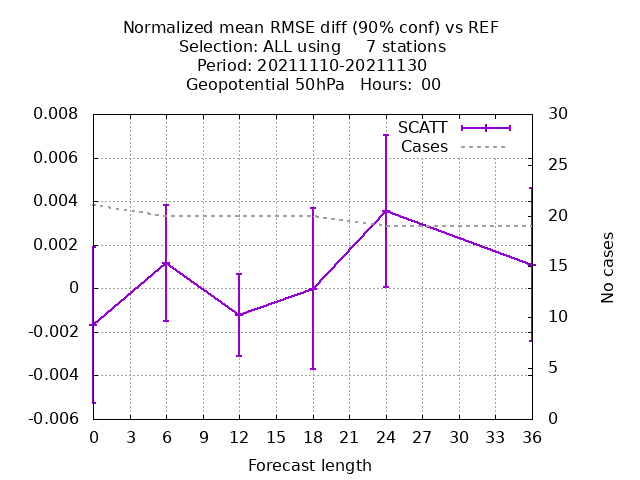 Normalized mean RMSE diff (90% conf) vs REF
Selection: ALL using     7 stations
Period: 20211110-20211130
Geopotential 50hPa   Hours:  00
0.008
0.006
0.004
0.002
0
-0.002
-0.004
-0.006
SCATT
Cases
30
25
20
15
10
5
0
No cases
0 3 6 9 12 15 18 21 24 27 30 33 36
Forecast length